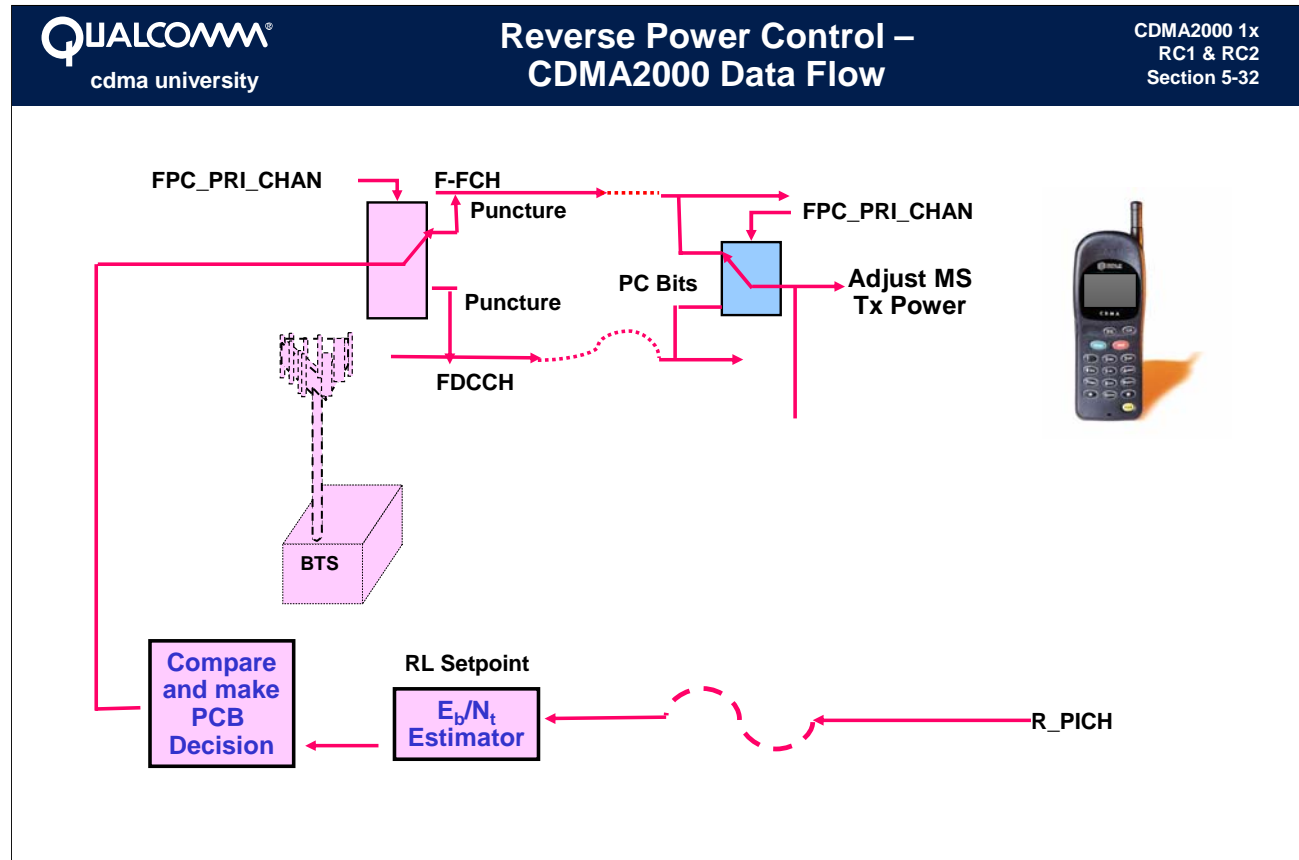 QUALCOMM®
cdma university
Reverse Power Control –
CDMA2000 Data Flow
CDMA2000 1x
RC1 & RC2
Section 5-32
FPC_PRI_CHAN
F-FCH
Puncture
FPC_PRI_CHAN
PC Bits
Adjust MS
Tx Power
Puncture
FDCCH
BTS
Compare
and make
PCB
Decision
RL Setpoint
Eb/Nt
Estimator
R_PICH
CDMA